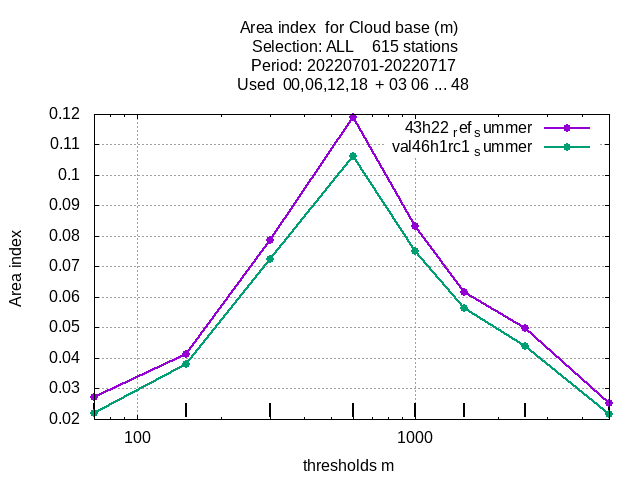 Area index  for Cloud base (m)
Selection: ALL    615 stations
Period: 20220701-20220717
Used  00,06,12,18  + 03 06 ... 48
43h22_ref_summer
val46h1rc1_summer
0.12
0.11
0.1
0.09
0.08
0.07
0.06
0.05
0.04
0.03
0.02
Area index
100
1000
thresholds m